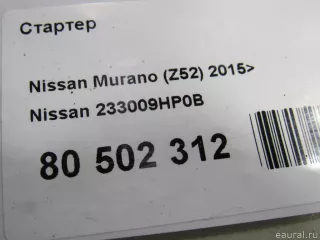 Стартер
Nissan Murano (Z52) 2015>
Nissan 233009HP0B
80 502 312
eaural.ru